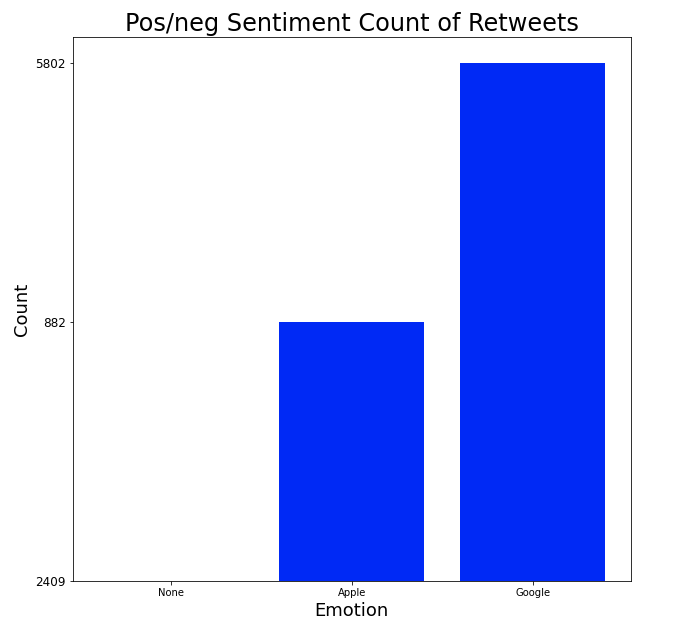 Pos/neg Sentiment Count of Retweets
5802
882
2409
Count
None
Apple
Google
Emotion